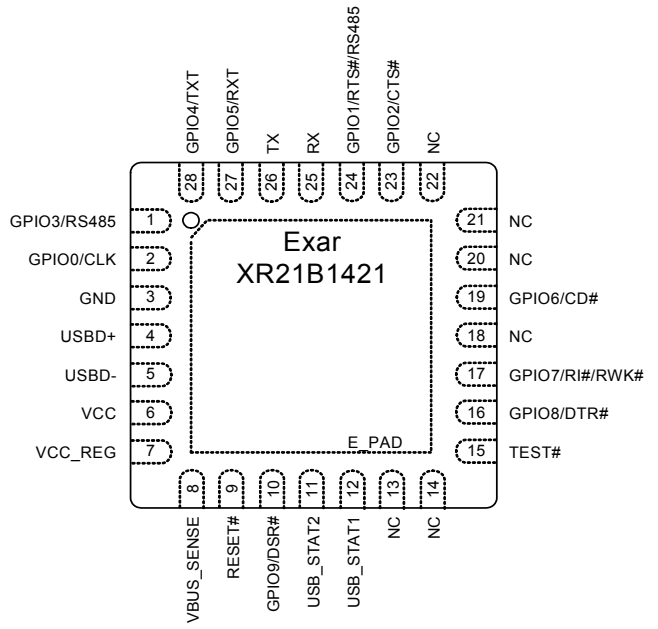 GPIO4/TXT
GPIO5/RXT
TX
RX
GPIO1/RTS#/RS485
GPIO2/CTS#
NC
28
27
26
25
24
23
22
GPIO3/RS485 1
GPIO0/CLK 2
GND 3
USBD+ 4
USBD- 5
VCC 6
VCC_REG 7
Exar
XR21B1421
E_PAD
21 NC
20 NC
19 GPIO6/CD#
18 NC
17 GPIO7/RI#/RWK#
16 GPIO8/DTR#
15 TEST#
8
9
10
11
12
13
14
VBUS_SENSE
RESET#
GPIO9/DSR#
USB_STAT2
USB_STAT1
NC
NC